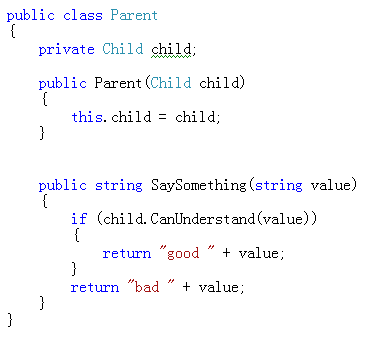 public class Parent
{
    private Child child;

    public Parent(Child child)
    {
        this.child = child;
    }


    public string SaySomething(string value)
    {
        if (child.CanUnderstand(value))
        {
            return "good " + value;
        }
        return "bad " + value;
    }
}